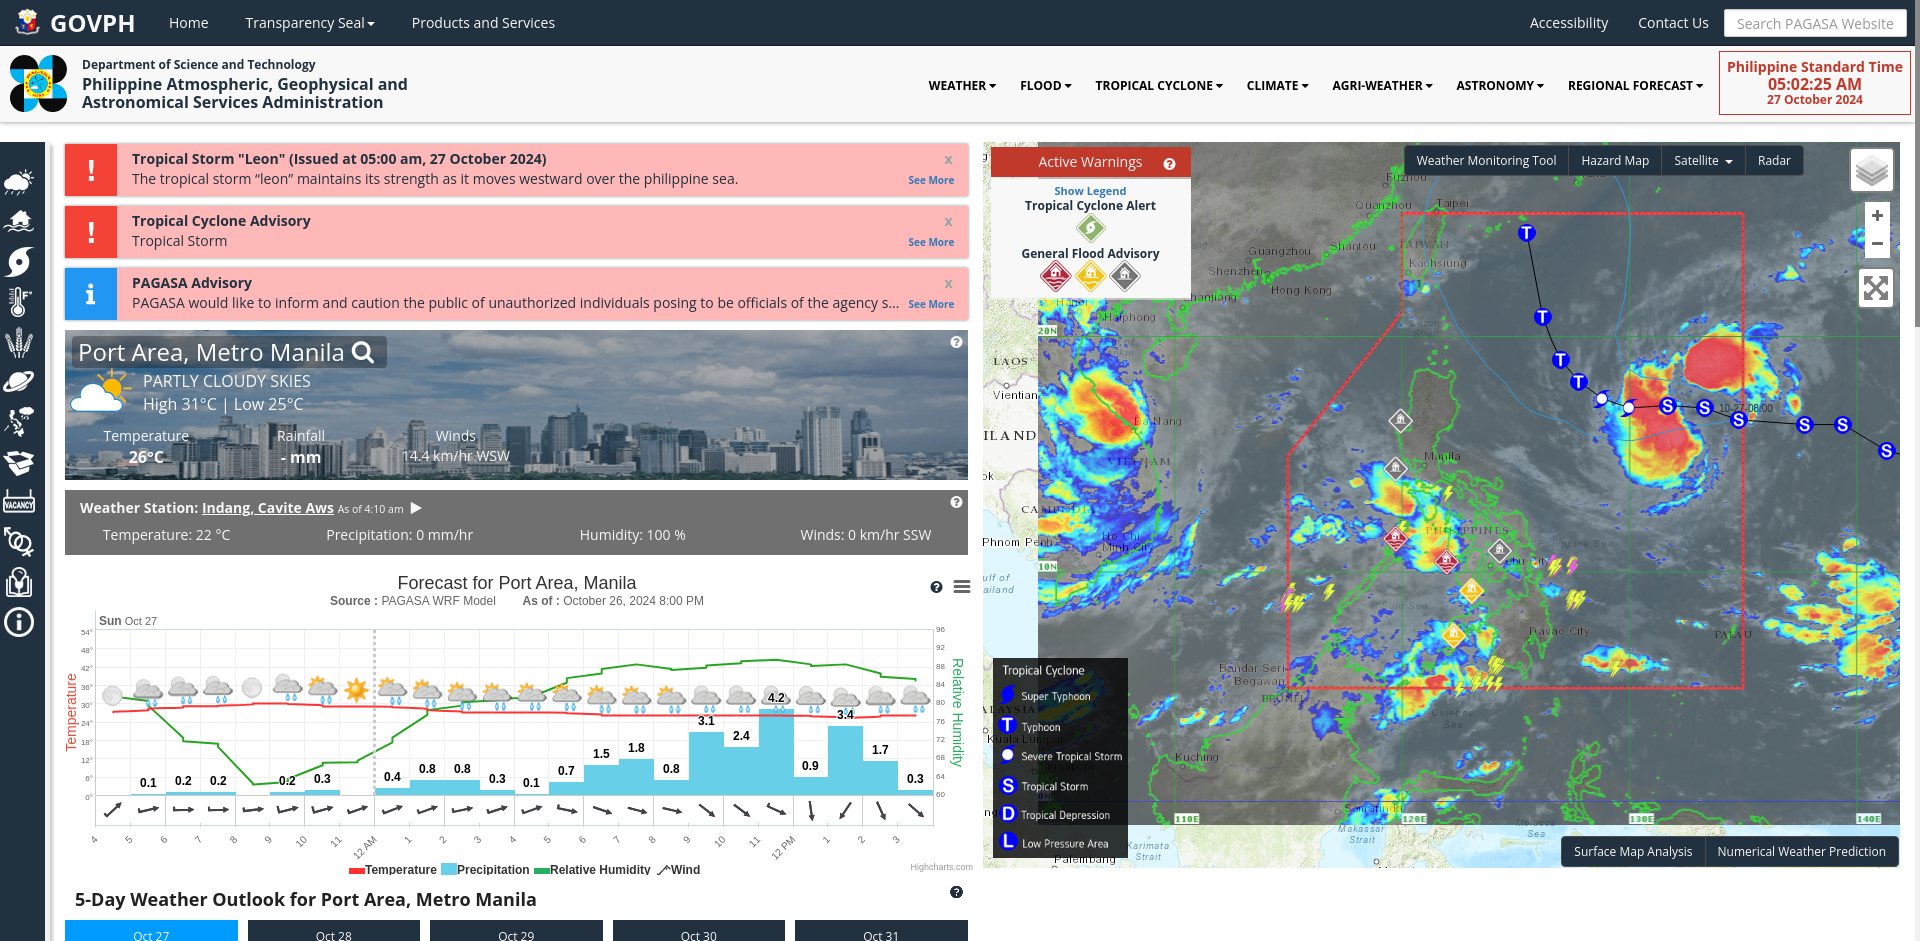 GOVPH
Home
Transparency Seal
Products and Services
Accessibility
Contact Us
Search PAGASA Website
Department of Science and Technology
Philippine Atmospheric, Geophysical and
Astronomical Services Administration
WEATHER
FLOOD
TROPICAL CYCLONE
CLIMATE
AGRI-WEATHER
ASTRONOMY
REGIONAL FORECAST
Philippine Standard Time
05:02:25 AM
27 October 2024
Tropical Storm "Leon" (Issued at 05:00 am, 27 October 2024)
x
The tropical storm “leon” maintains its strength as it moves westward over the philippine sea.
See More
Tropical Cyclone Advisory
x
Tropical Storm
See More
PAGASA Advisory
x
PAGASA would like to inform and caution the public of unauthorized individuals posing to be officials of the agency s...
See More
VACANCY
Port Area, Metro Manila
PARTLY CLOUDY SKIES
High 31°C | Low 25°C
Temperature
Rainfall
Winds
26°C
- mm
14.4 km/hr WSW
Weather Station: Indang, Cavite Aws As of 4:10 am
Temperature: 22 °C
Precipitation: 0 mm/hr
Humidity: 100 %
Winds: 0 km/hr SSW
Forecast for Port Area, Manila
Source : PAGASA WRF Model As of : October 26, 2024 8:00 PM
Sun Oct 27
Temperature
54°
48°
42°
36°
30°
24°
18°
12°
6°
0°
96
92
88
84
80
76
72
68
64
60
Relative Humidity
0.1
0.2
0.2
0.2
0.3
0.4
0.8
0.8
0.3
0.1
0.7
1.5
1.8
0.8
3.1
2.4
4.2
0.9
3.4
1.7
0.3
4
5
6
7
8
9
10
11
12 AM
1
2
3
4
5
6
7
8
9
10
11
12 PM
1
2
3
Temperature
Precipitation
Relative Humidity
Wind
Highcharts.com
5-Day Weather Outlook for Port Area, Metro Manila
Oct 27
Oct 28
Oct 29
Oct 30
Oct 31
Active Warnings
Show Legend
Tropical Cyclone Alert
General Flood Advisory
Weather Monitoring Tool
Hazard Map
Satellite
Radar
+
−
Fuzhou
Quanzhou
Taipei
TAIWAN
Kaohsiung
Guangzhou
Shantou
Shenzhen
Hong Kong
Zhanjiang
Hanoi
Haiphong
20N
LAOS
Vientian
Da Nang
ILAND
VIETNAM
CAMBODIA
Phnom Penh
Ho Chi
Minh City
10N
ulf of
ailand
Manila
PHILIPPINES
Philippine Sea
ebu City
Sulu Sea
Davao City
PALAU
Bandar Seri
Begawan
BRUNEI
Celebes
Sea
Kuching
Kuala Lumpur
Samarinda
Makassar
Strait
Karimata
Strait
Palembang
Molucca
Sea
110E
120E
130E
140E
10-27-08:00
T
T
T
T
S
S
S
S
S
S
Tropical Cyclone
Super Typhoon
T Typhoon
Severe Tropical Storm
S Tropical Storm
D Tropical Depression
L Low Pressure Area
Surface Map Analysis
Numerical Weather Prediction